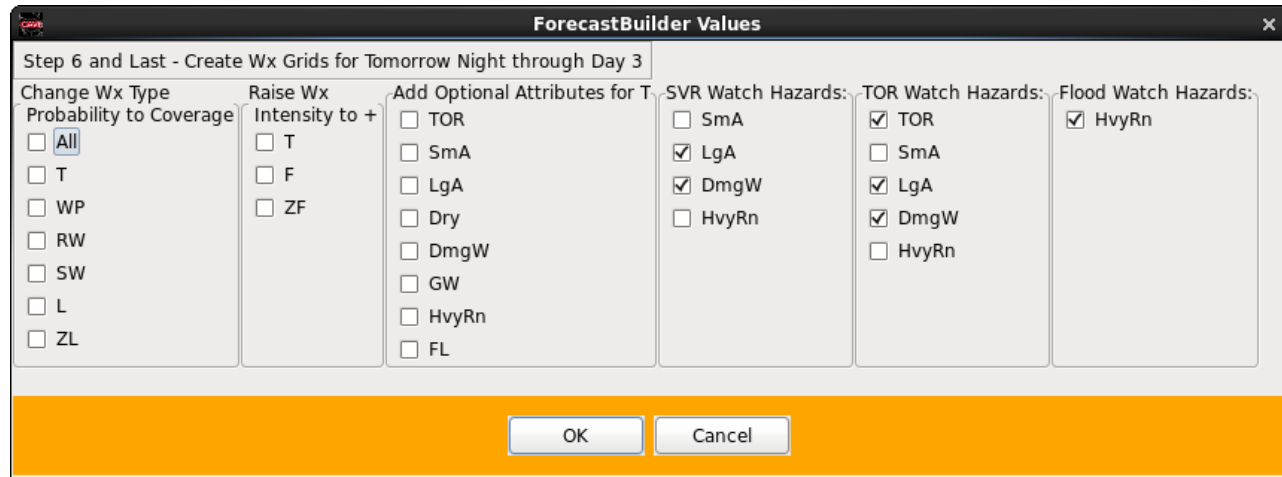 ForecastBuilder Values
Step 6 and Last - Create Wx Grids for Tomorrow Night through Day 3
Change Wx Type
Probability to Coverage
All
T
WP
RW
SW
L
ZL
Raise Wx
Intensity to +
T
F
ZF
Add Optional Attributes for T
TOR
SmA
LgA
Dry
DmgW
GW
HvyRn
FL
SVR Watch Hazards:
SmA
LgA
DmgW
HvyRn
TOR Watch Hazards:
TOR
SmA
LgA
DmgW
HvyRn
Flood Watch Hazards:
HvyRn
OK
Cancel